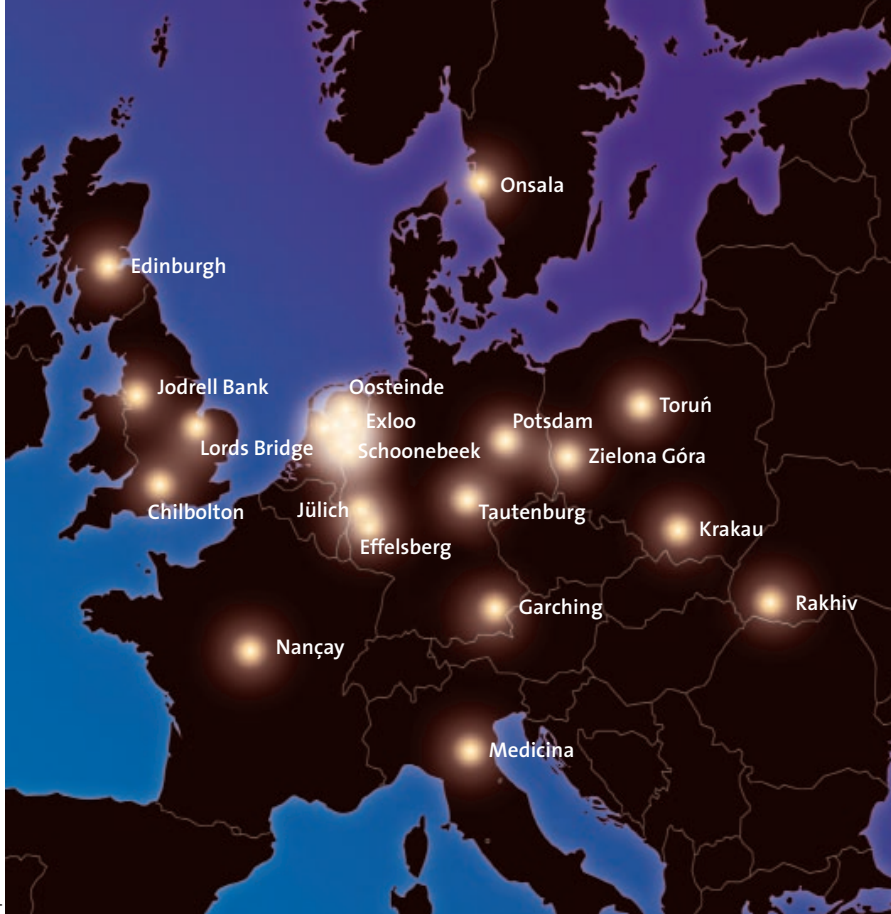 Onsala
Edinburgh
Jodrell Bank
Oosteinde
Toruń
Exloo
Potsdam
Lords Bridge
Schoonebeek
Zielona Góra
Chilbolton
Jülich
Tautenburg
Krakau
Effelsberg
Garching
Rakhiv
Nançay
Medicina